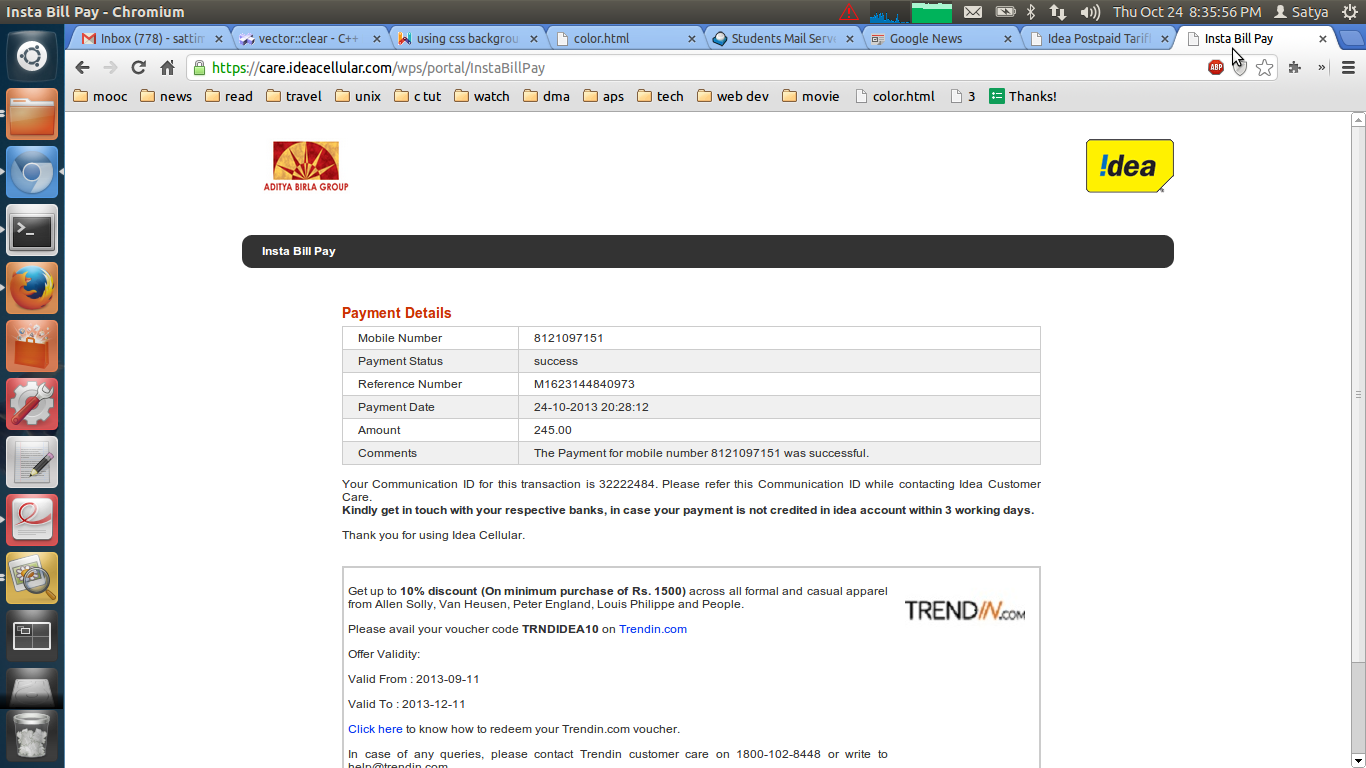 Insta Bill Pay - Chromium
Thu Oct 24 8:35:56 PM
Satya
Inbox (778) - sattim
vector::clear - C++
using css backgrou
color.html
Students Mail Serve
Google News
Idea Postpaid Tariff
Insta Bill Pay
https://care.ideacellular.com/wps/portal/InstaBillPay
ABP
mooc
news
read
travel
unix
c tut
watch
dma
aps
tech
web dev
movie
color.html
3
Thanks!
ADITYA BIRLA GROUP
!dea
Insta Bill Pay
Payment Details
Mobile Number 8121097151
Payment Status success
Reference Number M1623144840973
Payment Date 24-10-2013 20:28:12
Amount 245.00
Comments The Payment for mobile number 8121097151 was successful.
Your Communication ID for this transaction is 32222484. Please refer this Communication ID while contacting Idea Customer
Care.
Kindly get in touch with your respective banks, in case your payment is not credited in idea account within 3 working days.
Thank you for using Idea Cellular.
Get up to 10% discount (On minimum purchase of Rs. 1500) across all formal and casual apparel
from Allen Solly, Van Heusen, Peter England, Louis Philippe and People.
TRENDIN.COM
Please avail your voucher code TRNDIDEA10 on Trendin.com
Offer Validity:
Valid From : 2013-09-11
Valid To : 2013-12-11
Click here to know how to redeem your Trendin.com voucher.
In case of any queries, please contact Trendin customer care on 1800-102-8448 or write to
help@trendin.com